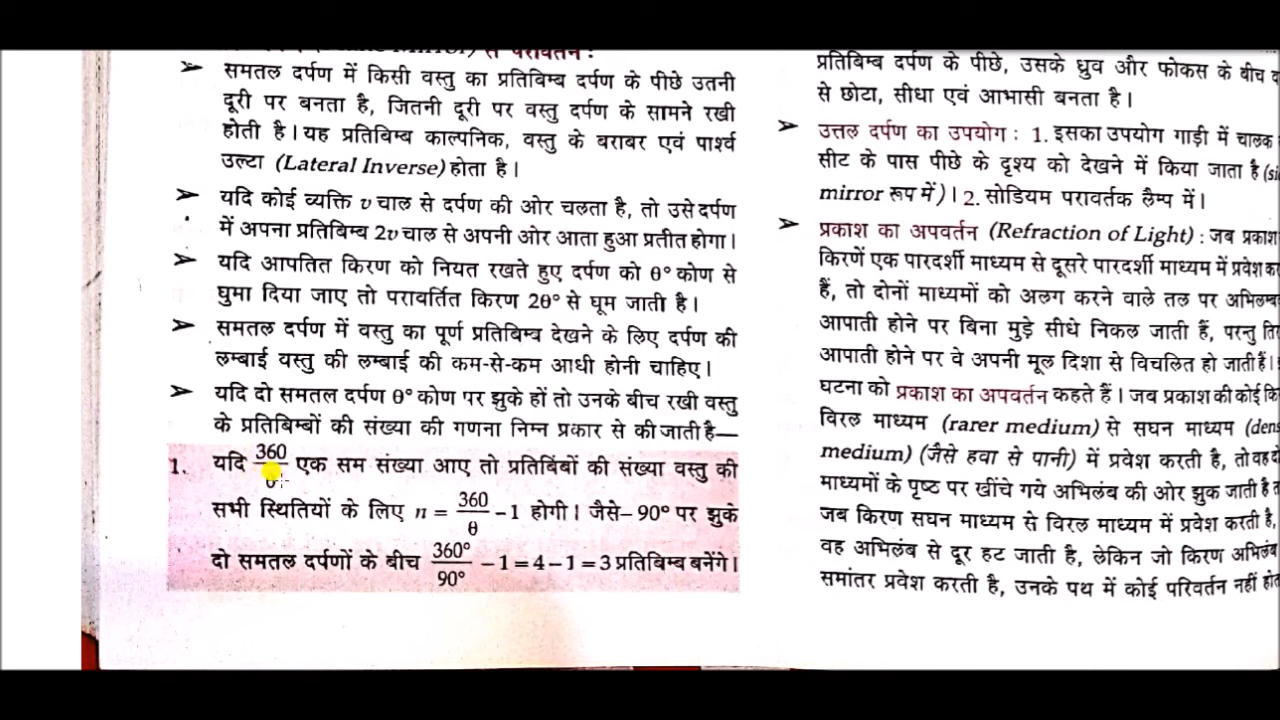 से परावर्तन :
समतल दर्पण में किसी वस्तु का प्रतिबिम्ब दर्पण के पीछे उतनी
दूरी पर बनता है, जितनी दूरी पर वस्तु दर्पण के सामने रखी
होती है। यह प्रतिबिम्ब काल्पनिक, वस्तु के बराबर एवं पार्श्व
उल्टा (Lateral Inverse) होता है।
यदि कोई व्यक्ति v चाल से दर्पण की ओर चलता है, तो उसे दर्पण
में अपना प्रतिबिम्ब 2v चाल से अपनी ओर आता हुआ प्रतीत होगा।
यदि आपतित किरण को नियत रखते हुए दर्पण को θ° कोण से
घुमा दिया जाए तो परावर्तित किरण 2θ° से घूम जाती है।
समतल दर्पण में वस्तु का पूर्ण प्रतिबिम्ब देखने के लिए दर्पण की
लम्बाई वस्तु की लम्बाई की कम-से-कम आधी होनी चाहिए।
यदि दो समतल दर्पण θ° कोण पर झुके हों तो उनके बीच रखी वस्तु
के प्रतिबिम्बों की संख्या की गणना निम्न प्रकार से की जाती है—
1. यदि 360/θ एक सम संख्या आए तो प्रतिबिंबों की संख्या वस्तु की
सभी स्थितियों के लिए n = 360/θ – 1 होगी। जैसे– 90° पर झुके
दो समतल दर्पणों के बीच 360°/90° – 1 = 4 – 1 = 3 प्रतिबिम्ब बनेंगे।
प्रतिबिम्ब दर्पण के पीछे, उसके ध्रुव और फोकस के बीच
से छोटा, सीधा एवं आभासी बनता है।
उत्तल दर्पण का उपयोग : 1. इसका उपयोग गाड़ी में चालक
सीट के पास पीछे के दृश्य को देखने में किया जाता है
mirror रूप में)। 2. सोडियम परावर्तक लैम्प में।
प्रकाश का अपवर्तन (Refraction of Light) : जब प्रकाश
किरणें एक पारदर्शी माध्यम से दूसरे पारदर्शी माध्यम में प्रवेश
हैं, तो दोनों माध्यमों को अलग करने वाले तल पर अभिलम्ब
आपाती होने पर बिना मुड़े सीधे निकल जाती हैं, परन्तु
आपाती होने पर वे अपनी मूल दिशा से विचलित हो जाती हैं।
घटना को प्रकाश का अपवर्तन कहते हैं। जब प्रकाश की कोई
विरल माध्यम (rarer medium) से सघन माध्यम
medium) (जैसे हवा से पानी) में प्रवेश करती है, तो वह
माध्यमों के पृष्ठ पर खींचे गये अभिलंब की ओर झुक जाती है
जब किरण सघन माध्यम से विरल माध्यम में प्रवेश करती है,
वह अभिलंब से दूर हट जाती है, लेकिन जो किरण अभिलंब
समांतर प्रवेश करती है, उनके पथ में कोई परिवर्तन नहीं